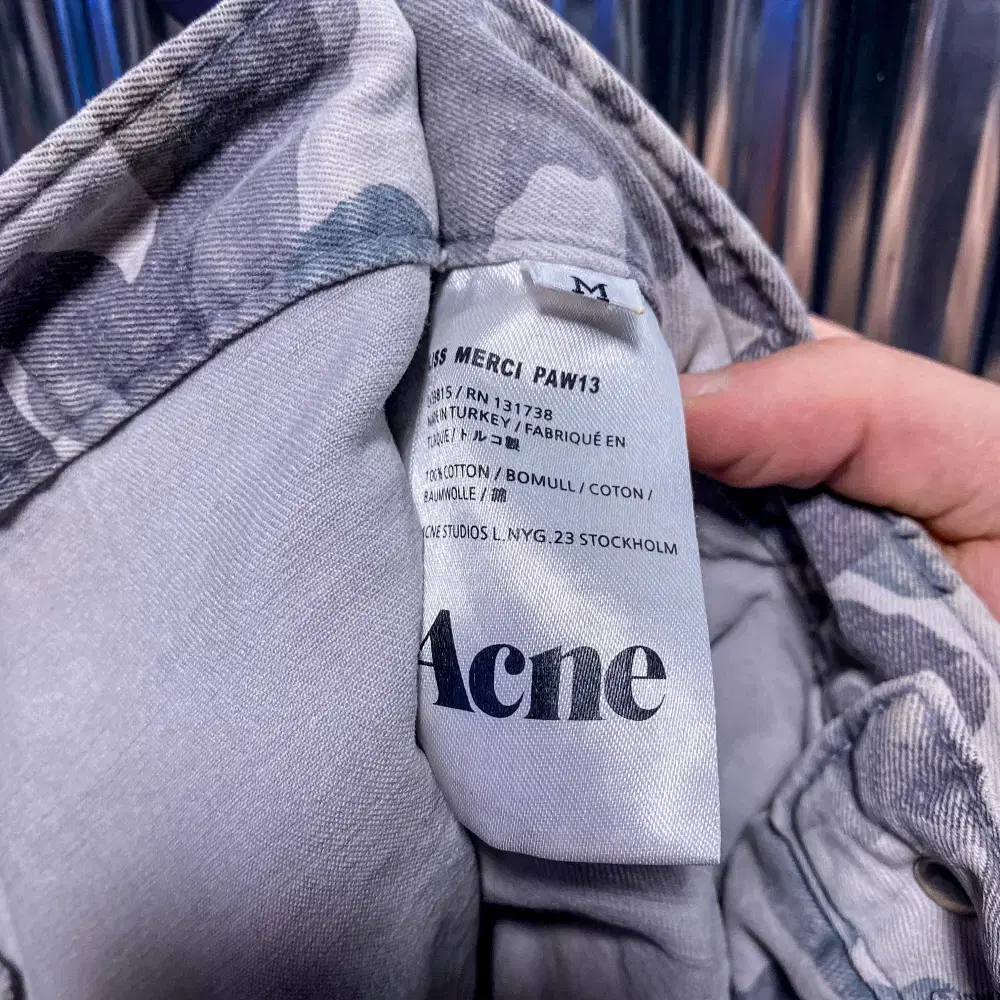 M
MERCI PAW13
RN 131738
TURKEY / FABRIQUÉ EN
トルコ製
COTTON / BOMULL / COTON /
BAUMWOLLE / 綿
ACNE STUDIOS L. NYG. 23 STOCKHOLM
Acne